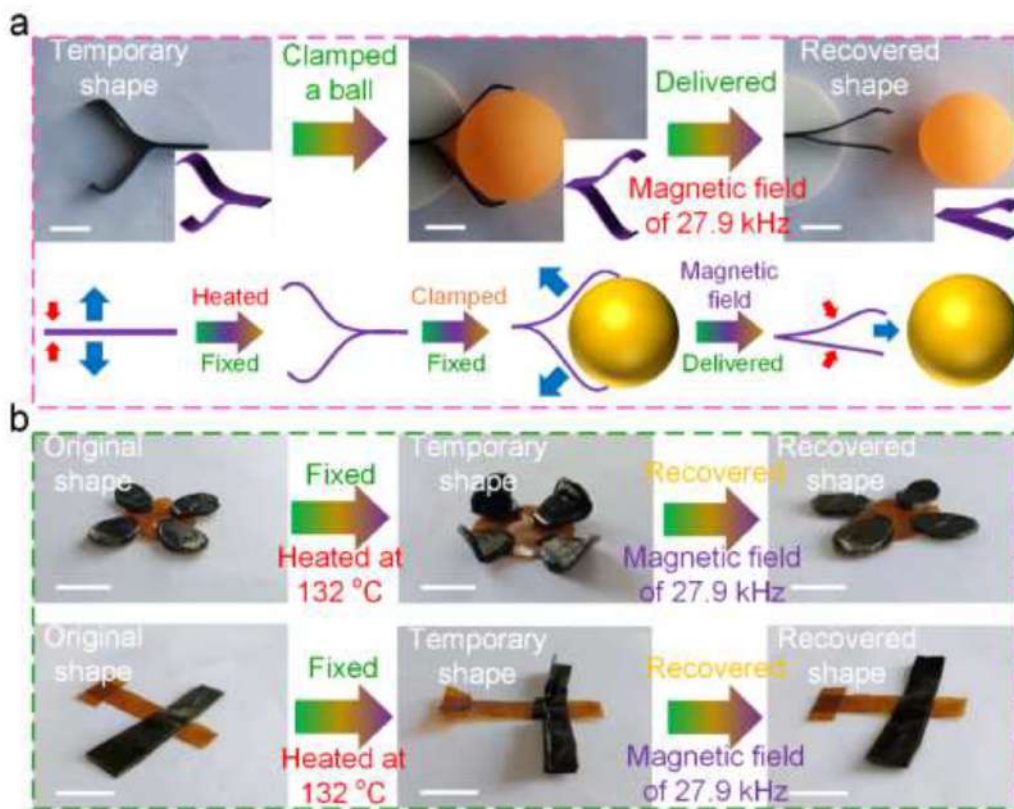 a
Temporary
shape
Clamped
a ball
Delivered
Magnetic field
of 27.9 kHz
Recovered
shape
Heated
Fixed
Clamped
Fixed
Magnetic
field
Delivered
b
Original
shape
Fixed
Heated at
132 °C
Temporary
shape
Recovered
Magnetic field
of 27.9 kHz
Recovered
shape
Original
shape
Fixed
Heated at
132 °C
Temporary
shape
Recovered
Magnetic field
of 27.9 kHz
Recovered
shape